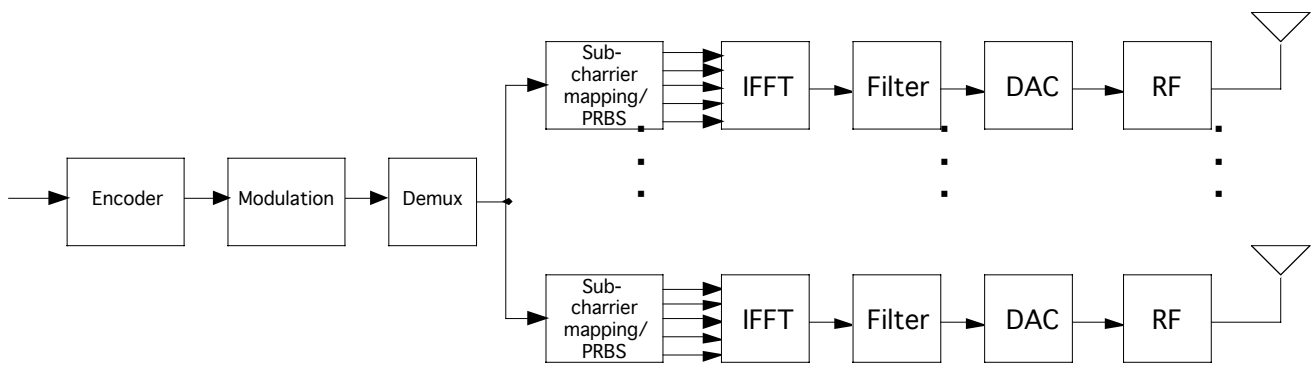 Sub-
charrier
mapping/
PRBS
IFFT
Filter
DAC
RF
Encoder
Modulation
Demux
Sub-
charrier
mapping/
PRBS
IFFT
Filter
DAC
RF